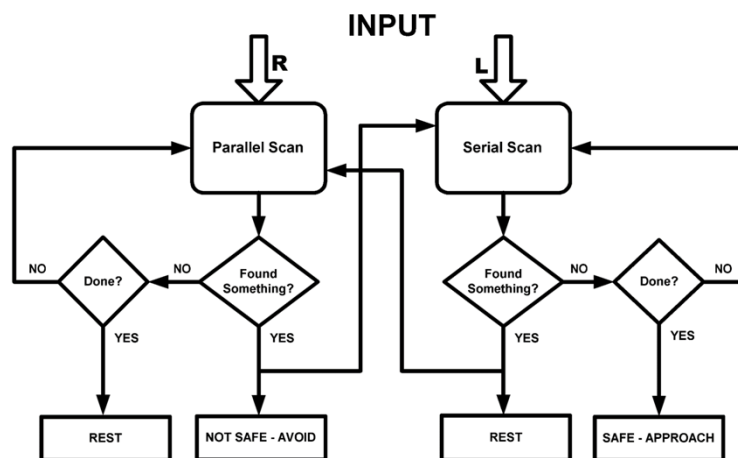 INPUT
R
L
Parallel Scan
Serial Scan
NO
Done?
NO
Found
Something?
Found
Something?
NO
Done?
NO
YES
YES
YES
YES
REST
NOT SAFE - AVOID
REST
SAFE - APPROACH